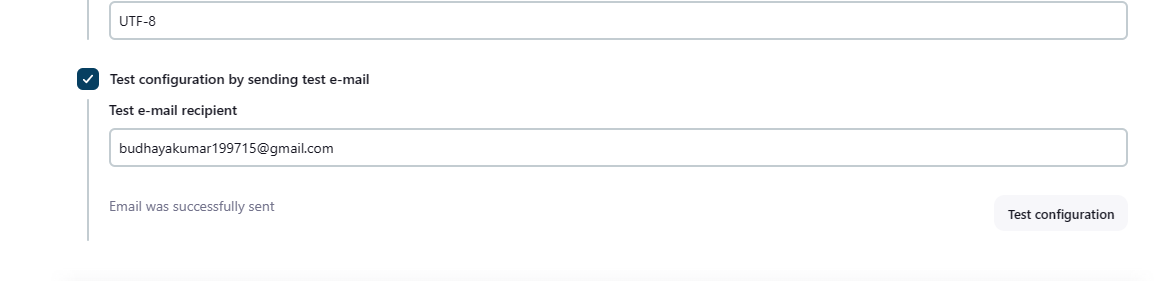 UTF-8
Test configuration by sending test e-mail
Test e-mail recipient
budhayakumar199715@gmail.com
Email was successfully sent
Test configuration